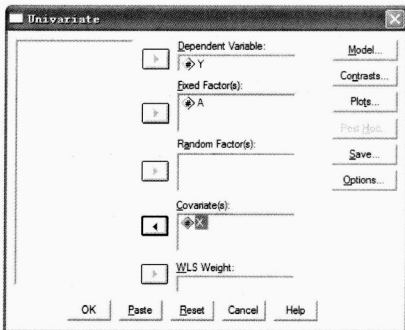 Univariate
Dependent Variable:
Y
Fixed Factor(s):
A
Random Factor(s):
Covariate(s):
X
WLS Weight:
Model...
Contrasts...
Plots...
Post Hoc...
Save...
Options...
OK Paste Reset Cancel Help